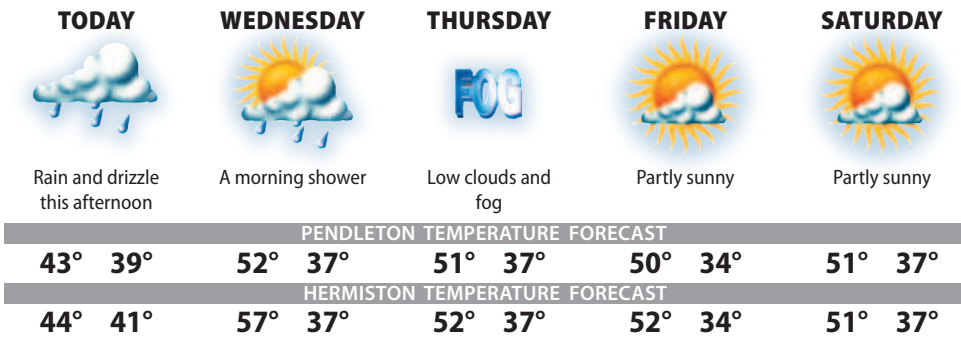 TODAY WEDNESDAY THURSDAY FRIDAY SATURDAY
FOG
Rain and drizzle this afternoon
A morning shower
Low clouds and fog
Partly sunny
Partly sunny
PENDLETON TEMPERATURE FORECAST
43° 39° 52° 37° 51° 37° 50° 34° 51° 37°
HERMISTON TEMPERATURE FORECAST
44° 41° 57° 37° 52° 37° 52° 34° 51° 37°